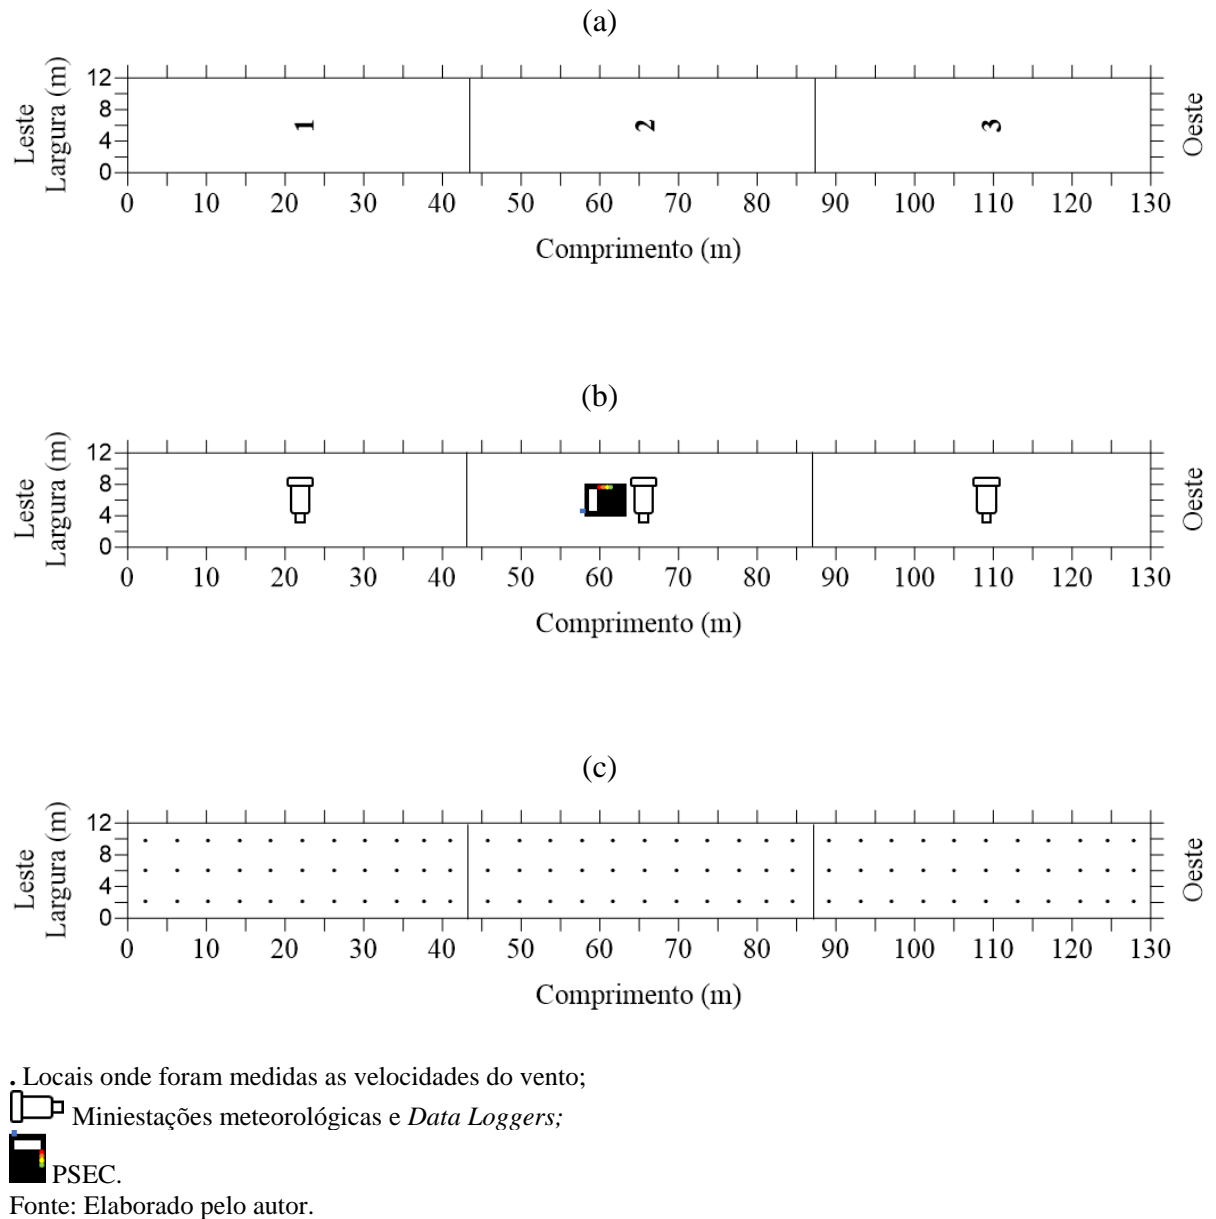 (a)
Leste
Largura (m)
12
8
4
0
1
2
3
Oeste
0 10 20 30 40 50 60 70 80 90 100 110 120 130
Comprimento (m)
(b)
Leste
Largura (m)
12
8
4
0
Oeste
0 10 20 30 40 50 60 70 80 90 100 110 120 130
Comprimento (m)
(c)
Leste
Largura (m)
12
8
4
0
Oeste
0 10 20 30 40 50 60 70 80 90 100 110 120 130
Comprimento (m)
. Locais onde foram medidas as velocidades do vento;
Miniestações meteorológicas e Data Loggers;
PSEC.
Fonte: Elaborado pelo autor.